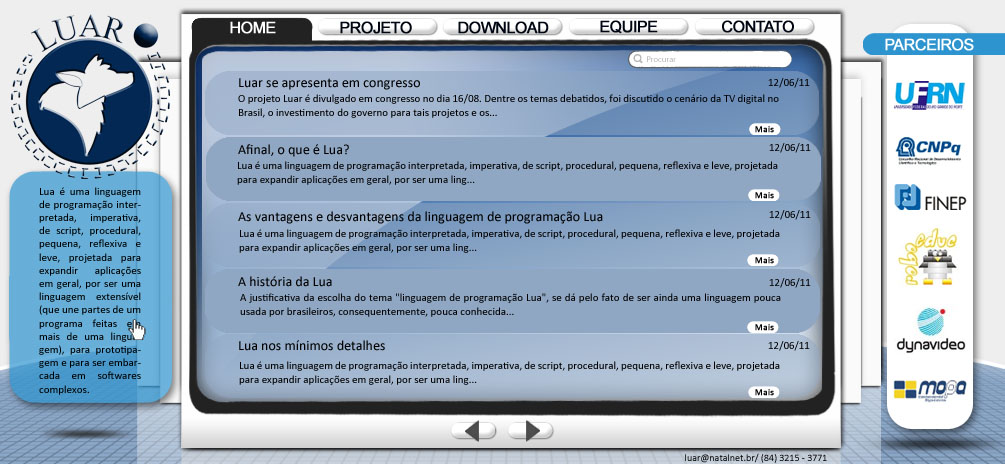 LUAR
HOME
PROJETO
DOWNLOAD
EQUIPE
CONTATO
PARCEIROS
Procurar
Luar se apresenta em congresso
12/06/11
O projeto Luar é divulgado em congresso no dia 16/08. Dentre os temas debatidos, foi discutido o cenário da TV digital no
Brasil, o investimento do governo para tais projetos e os...
Mais
Afinal, o que é Lua?
12/06/11
Lua é uma linguagem de programação interpretada, imperativa, de script, procedural, pequena, reflexiva e leve, projetada
para expandir aplicações em geral, por ser uma ling...
Mais
As vantagens e desvantagens da linguagem de programação Lua
12/06/11
Lua é uma linguagem de programação interpretada, imperativa, de script, procedural, pequena, reflexiva e leve, projetada
para expandir aplicações em geral, por ser uma ling...
Mais
A história da Lua
12/06/11
A justificativa da escolha do tema "linguagem de programação Lua", se dá pelo fato de ser ainda uma linguagem pouca
usada por brasileiros, consequentemente, pouca conhecida...
Mais
Lua nos mínimos detalhes
12/06/11
Lua é uma linguagem de programação interpretada, imperativa, de script, procedural, pequena, reflexiva e leve, projetada
para expandir aplicações em geral, por ser uma ling...
Mais
Lua é uma linguagem
de programação inter-
pretada, imperativa,
de script, procedural,
pequena, reflexiva e
leve, projetada para
expandir aplicações
em geral, por ser uma
linguagem extensível
(que une partes de um
programa feitas em
mais de uma lingua-
gem), para prototipa-
gem e para ser embar-
cada em softwares
complexos.
UFRN
CNPq
FINEP
roboeduc
dynavideo
moga
luar@natalnet.br/ (84) 3215 - 3771